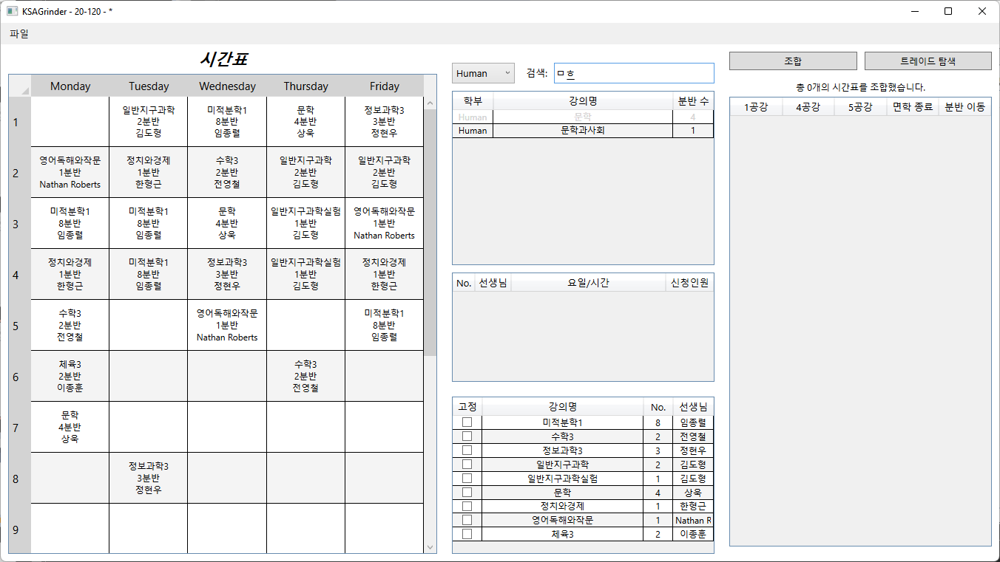 KSAGrinder - 20-120 - *
파일
시간표
Monday Tuesday Wednesday Thursday Friday
1
일반지구과학
2분반
김도형
미적분학1
8분반
임종렬
문학
4분반
상욱
정보과학3
3분반
정현우
2
영어독해와작문
1분반
Nathan Roberts
정치와경제
1분반
한형근
수학3
2분반
전영철
일반지구과학
2분반
김도형
일반지구과학
2분반
김도형
3
미적분학1
8분반
임종렬
미적분학1
8분반
임종렬
문학
4분반
상욱
일반지구과학실험
1분반
김도형
영어독해와작문
1분반
Nathan Roberts
4
정치와경제
1분반
한형근
미적분학1
8분반
임종렬
정보과학3
3분반
정현우
일반지구과학실험
1분반
김도형
정치와경제
1분반
한형근
5
수학3
2분반
전영철
영어독해와작문
1분반
Nathan Roberts
미적분학1
8분반
임종렬
6
체육3
2분반
이종훈
수학3
2분반
전영철
7
문학
4분반
상욱
8
정보과학3
3분반
정현우
9
Human 검색: ㅁㅎ
학부 강의명 분반 수
Human 문학 4
Human 문학과사회 1
No. 선생님 요일/시간 신청인원
고정 강의명 No. 선생님
미적분학1 8 임종렬
수학3 2 전영철
정보과학3 3 정현우
일반지구과학 2 김도형
일반지구과학실험 1 김도형
문학 4 상욱
정치와경제 1 한형근
영어독해와작문 1 Nathan R
체육3 2 이종훈
조합 트레이드 탐색
총 0개의 시간표를 조합했습니다.
1공강 4공강 5공강 면학 종료 분반 이동